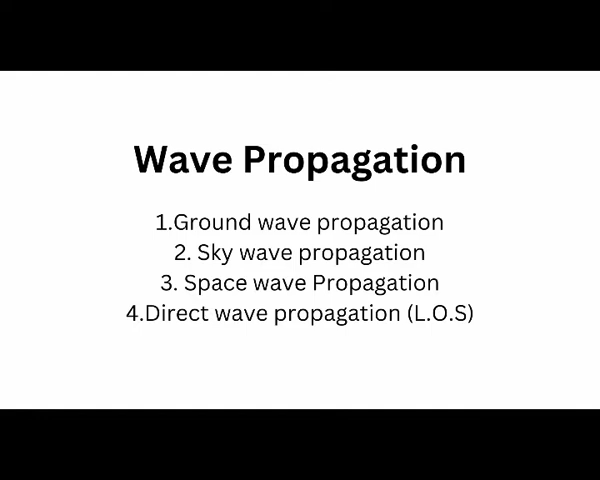 Wave Propagation
1.Ground wave propagation
2. Sky wave propagation
3. Space wave Propagation
4.Direct wave propagation (L.O.S)